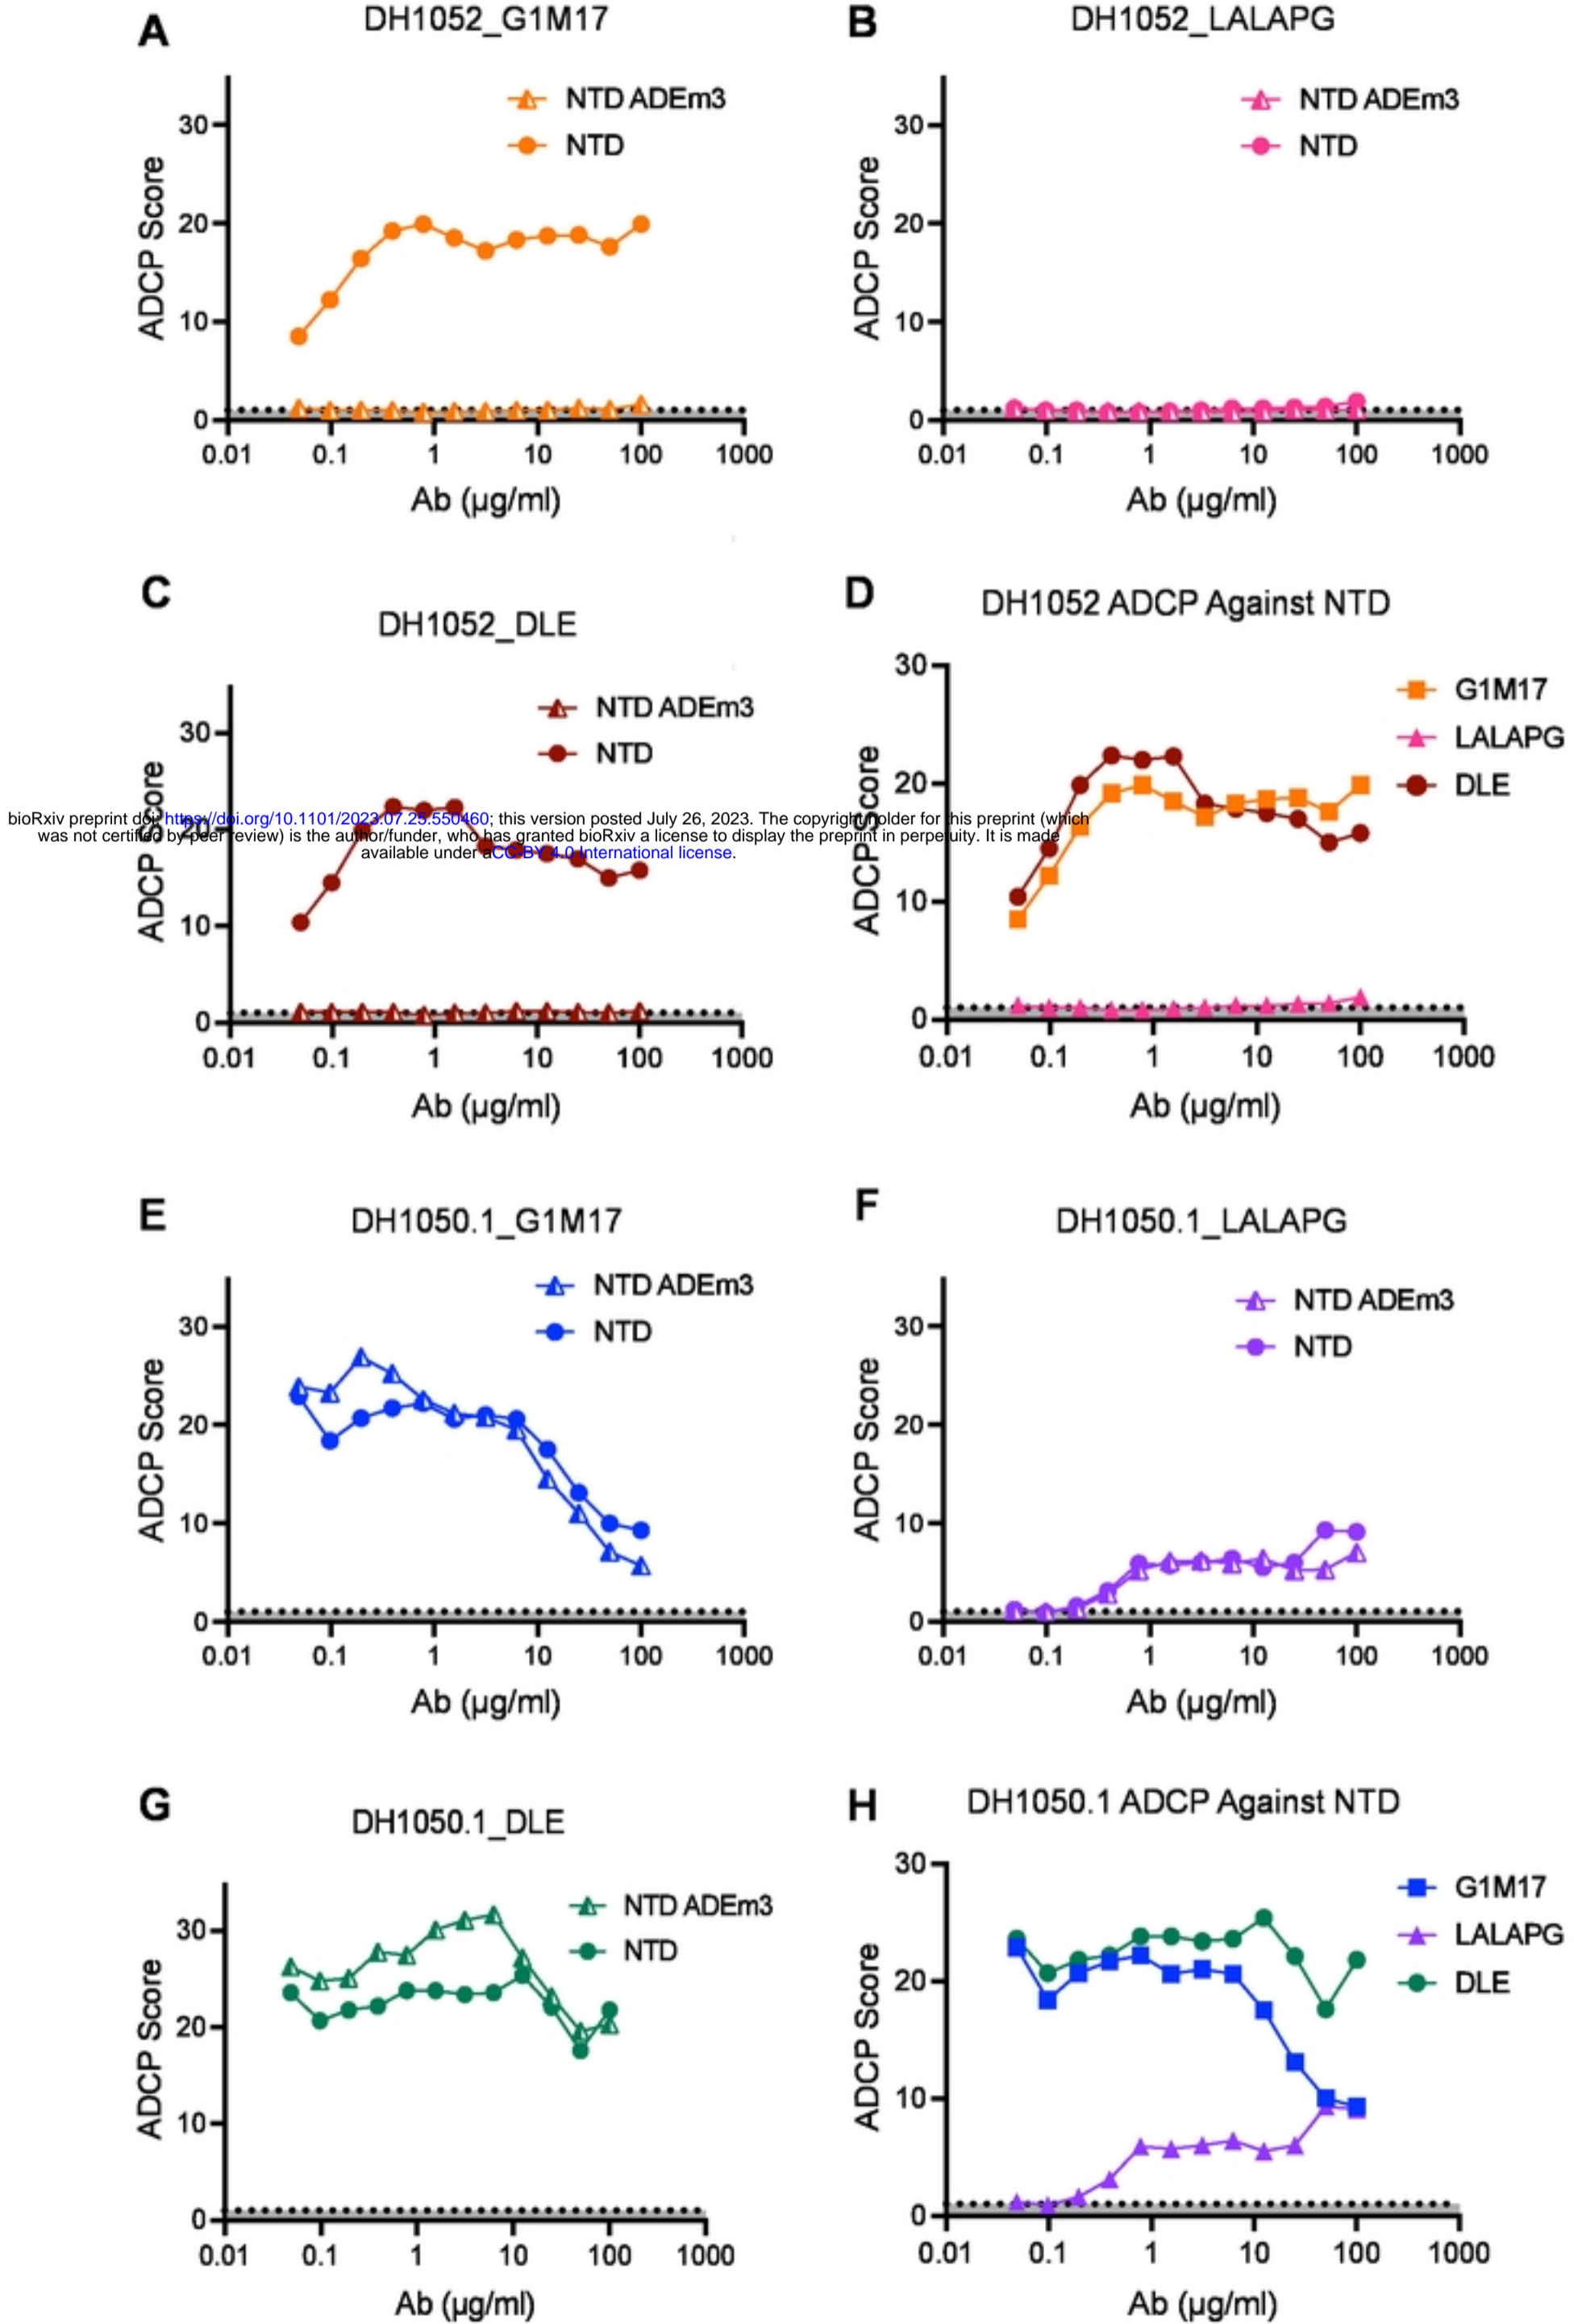 A
DH1052_G1M17
NTD ADEm3
NTD
ADCP Score
30
20
10
0
0.01 0.1 1 10 100 1000
Ab (µg/ml)
B
DH1052_LALAPG
NTD ADEm3
NTD
ADCP Score
30
20
10
0
0.01 0.1 1 10 100 1000
Ab (µg/ml)
C
DH1052_DLE
NTD ADEm3
NTD
ADCP Score
30
20
10
0
0.01 0.1 1 10 100 1000
Ab (µg/ml)
D
DH1052 ADCP Against NTD
G1M17
LALAPG
DLE
ADCP Score
30
20
10
0
0.01 0.1 1 10 100 1000
Ab (µg/ml)
bioRxiv preprint doi: https://doi.org/10.1101/2023.07.25.550460; this version posted July 26, 2023. The copyright holder for this preprint (which
was not certified by peer review) is the author/funder, who has granted bioRxiv a license to display the preprint in perpetuity. It is made
available under aCC-BY 4.0 International license.
E
DH1050.1_G1M17
NTD ADEm3
NTD
ADCP Score
30
20
10
0
0.01 0.1 1 10 100 1000
Ab (µg/ml)
F
DH1050.1_LALAPG
NTD ADEm3
NTD
ADCP Score
30
20
10
0
0.01 0.1 1 10 100 1000
Ab (µg/ml)
G
DH1050.1_DLE
NTD ADEm3
NTD
ADCP Score
30
20
10
0
0.01 0.1 1 10 100 1000
Ab (µg/ml)
H
DH1050.1 ADCP Against NTD
G1M17
LALAPG
DLE
ADCP Score
30
20
10
0
0.01 0.1 1 10 100 1000
Ab (µg/ml)